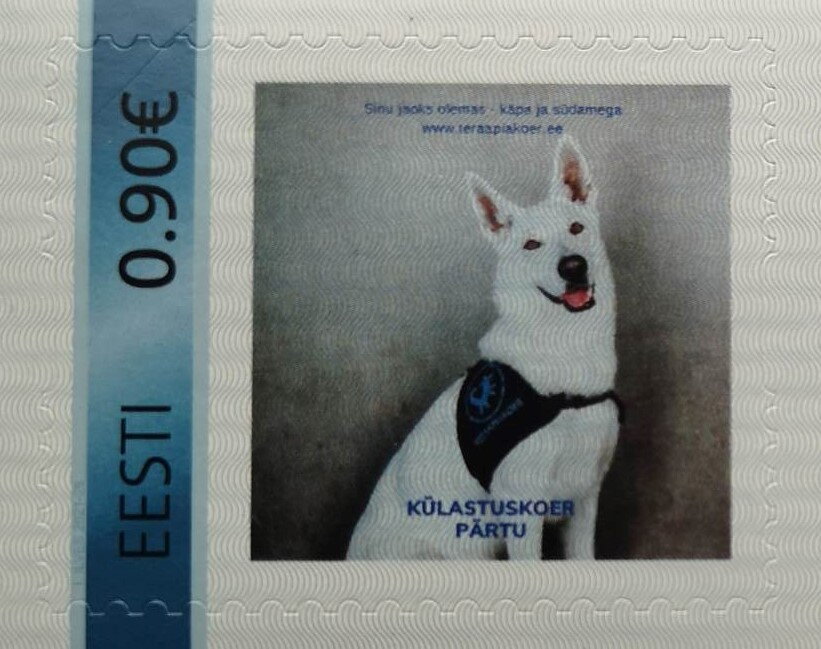 EESTI 0.90€
Sinu jaoks olemas - käpa ja südamega
www.teraapiakoer.ee
KÜLASTUSKOER
PÄRTU